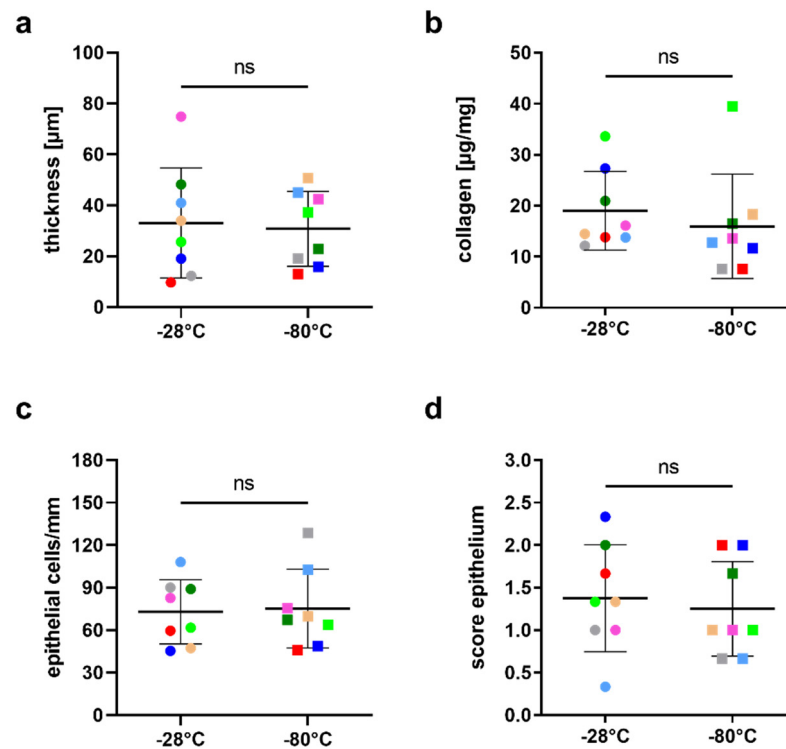 a
ns
thickness [µm]
100
80
60
40
20
0
-28°C
-80°C
b
ns
collagen [µg/mg]
50
40
30
20
10
0
-28°C
-80°C
c
ns
epithelial cells/mm
180
150
120
90
60
30
0
-28°C
-80°C
d
ns
score epithelium
3.0
2.5
2.0
1.5
1.0
0.5
0.0
-28°C
-80°C